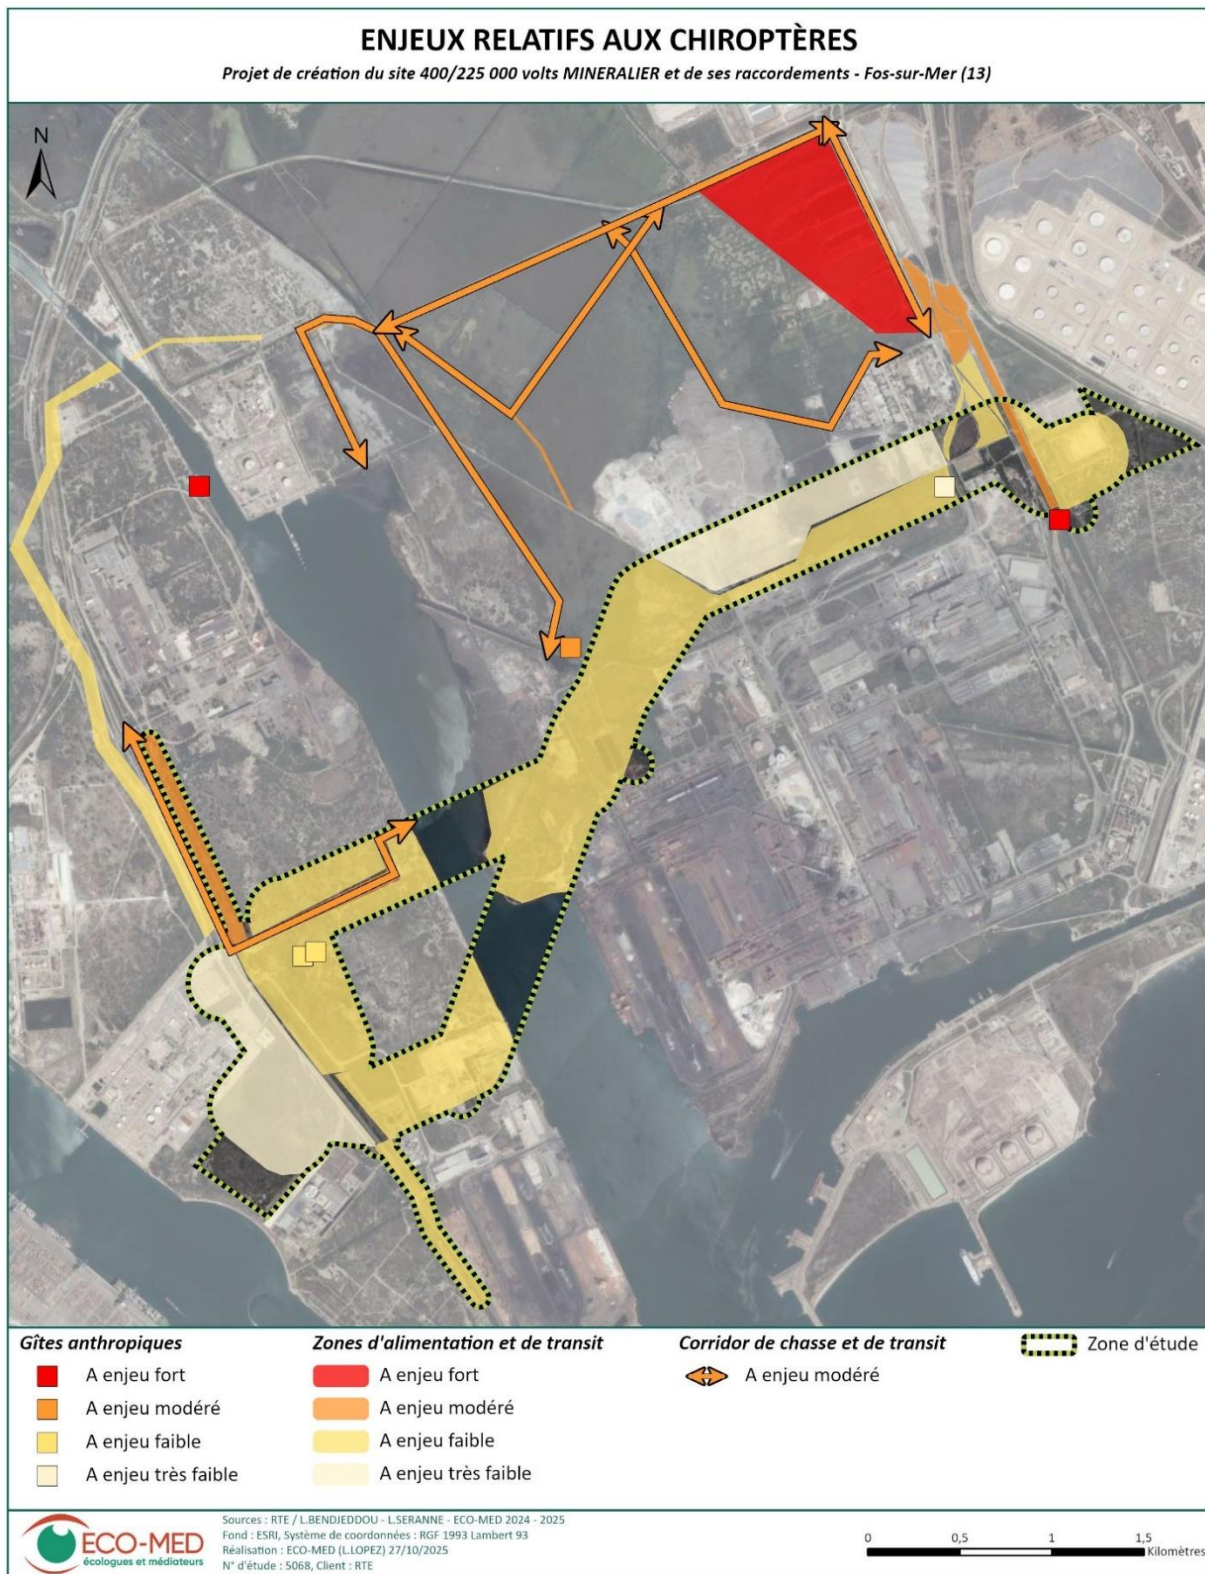 ENJEUX RELATIFS AUX CHIROPTÈRES
Projet de création du site 400/225 000 volts MINERALIER et de ses raccordements - Fos-sur-Mer (13)
N
Gîtes anthropiques
A enjeu fort
A enjeu modéré
A enjeu faible
A enjeu très faible
Zones d'alimentation et de transit
A enjeu fort
A enjeu modéré
A enjeu faible
A enjeu très faible
Corridor de chasse et de transit
A enjeu modéré
Zone d'étude
ECO-MED
écologues et médiateurs
Sources : RTE / L.BENDJEDDOU - L.SERANNE - ECO-MED 2024 - 2025
Fond : ESRI, Système de coordonnées : RGF 1993 Lambert 93
Réalisation : ECO-MED (L.LOPEZ) 27/10/2025
N° d'étude : 5068, Client : RTE
0 0,5 1 1,5
Kilomètres